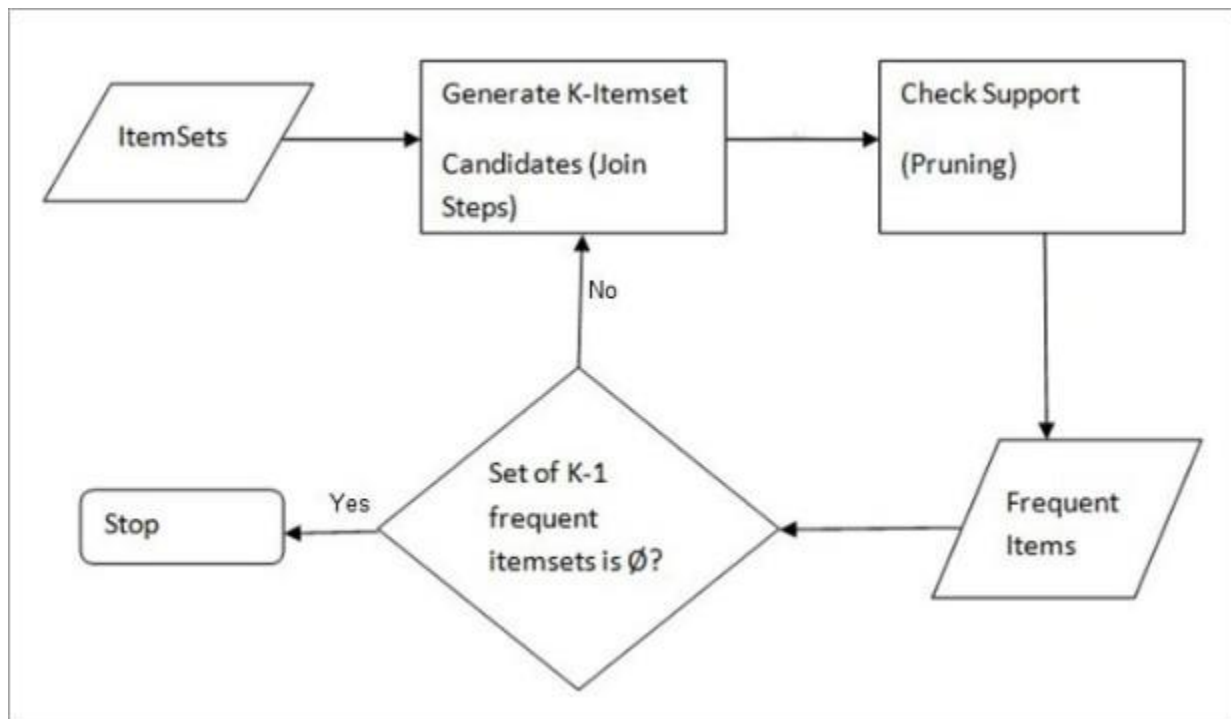 ItemSets
Generate K-Itemset
Candidates (Join
Steps)
Check Support
(Pruning)
No
Set of K-1
frequent
itemsets is Ø?
Yes
Stop
Frequent
Items